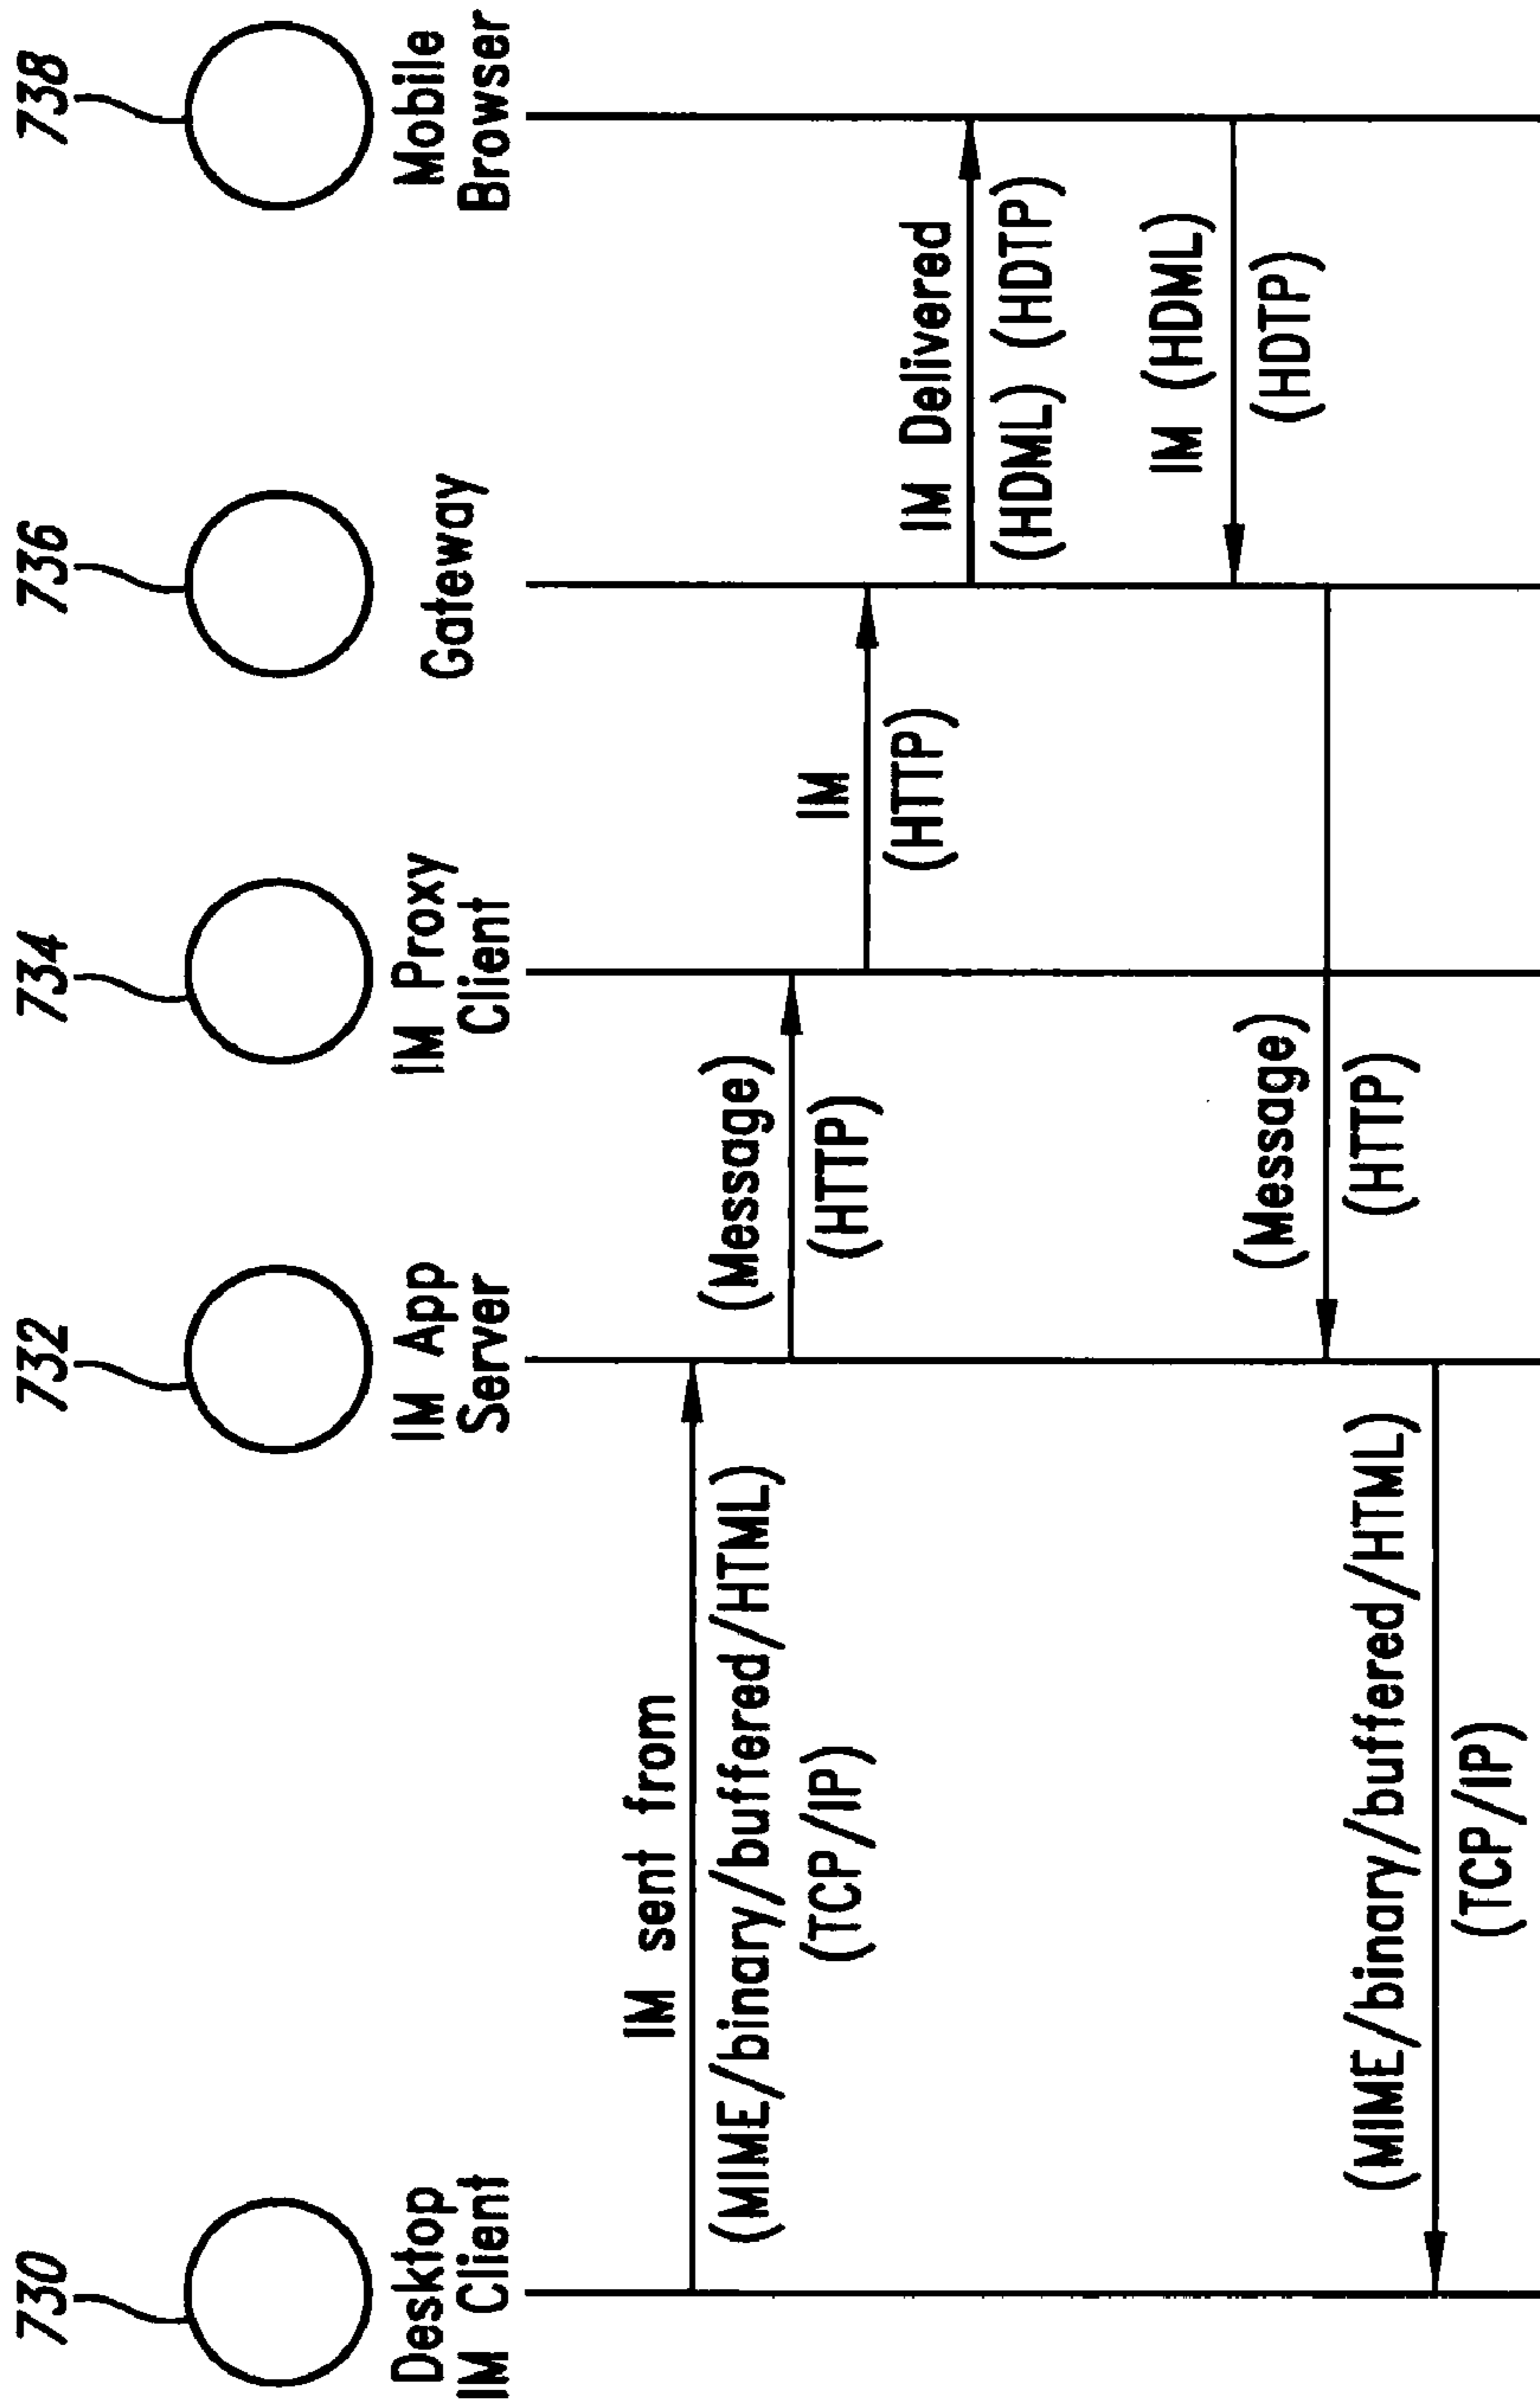 730
732
734
736
738
Desktop
IM Client
IM App
Server
IM Proxy
Client
Gateway
Mobile
Browser
IM sent from
(MIME/binary/buffered/HTML)
(TCP/IP)
(Message)
(HTTP)
IM
(HTTP)
IM Delivered
(HDML) (HDTP)
IM (HDML)
(HDTP)
(Message)
(HTTP)
(MIME/binary/buffered/HTML)
(TCP/IP)